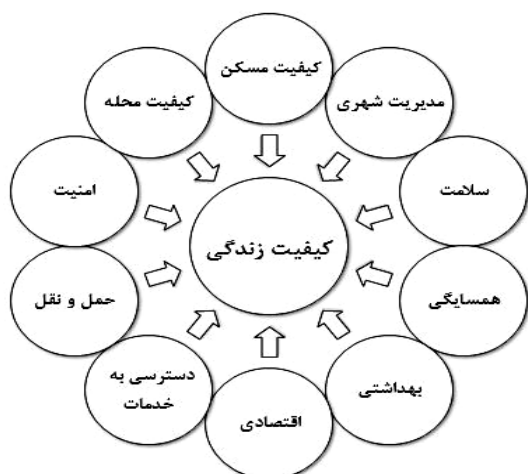 کیفیت مسکن
مدیریت شهری
سلامت
همسایگی
بهداشتی
اقتصادی
دسترسی به
خدمات
حمل و نقل
امنیت
کیفیت محله
کیفیت زندگی